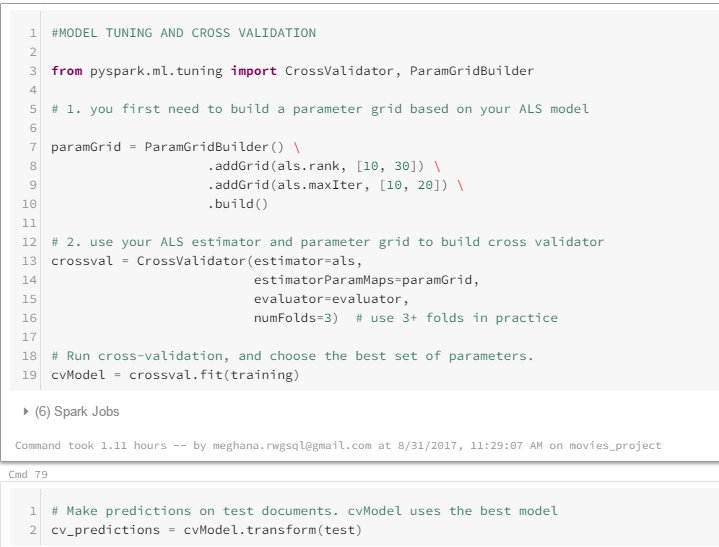 1 #MODEL TUNING AND CROSS VALIDATION
2
3 from pyspark.ml.tuning import CrossValidator, ParamGridBuilder
4
5 # 1. you first need to build a parameter grid based on your ALS model
6
7 paramGrid = ParamGridBuilder() \
8                     .addGrid(als.rank, [10, 30]) \
9                     .addGrid(als.maxIter, [10, 20]) \
10                     .build()
11
12 # 2. use your ALS estimator and parameter grid to build cross validator
13 crossval = CrossValidator(estimator=als,
14                           estimatorParamMaps=paramGrid,
15                           evaluator=evaluator,
16                           numFolds=3)  # use 3+ folds in practice
17
18 # Run cross-validation, and choose the best set of parameters.
19 cvModel = crossval.fit(training)
(6) Spark Jobs
Command took 1.11 hours -- by meghana.rwgsql@gmail.com at 8/31/2017, 11:29:07 AM on movies_project
Cmd 79
1 # Make predictions on test documents. cvModel uses the best model
2 cv_predictions = cvModel.transform(test)